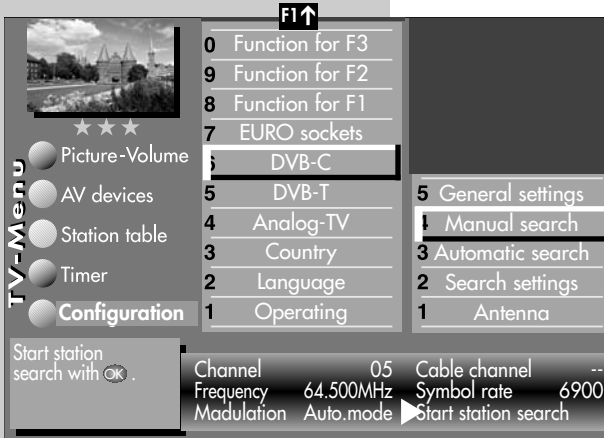 F1↑
0 Function for F3
9 Function for F2
8 Function for F1
7 EURO sockets
6 DVB-C
5 DVB-T
4 Analog-TV
3 Country
2 Language
1 Operating
TV-Menu
Picture-Volume
AV devices
Station table
Timer
Configuration
5 General settings
4 Manual search
3 Automatic search
2 Search settings
1 Antenna
Start station
search with OK .
Channel 05
Frequency 64.500MHz
Madulation Auto.mode
Cable channel --
Symbol rate 6900
Start station search